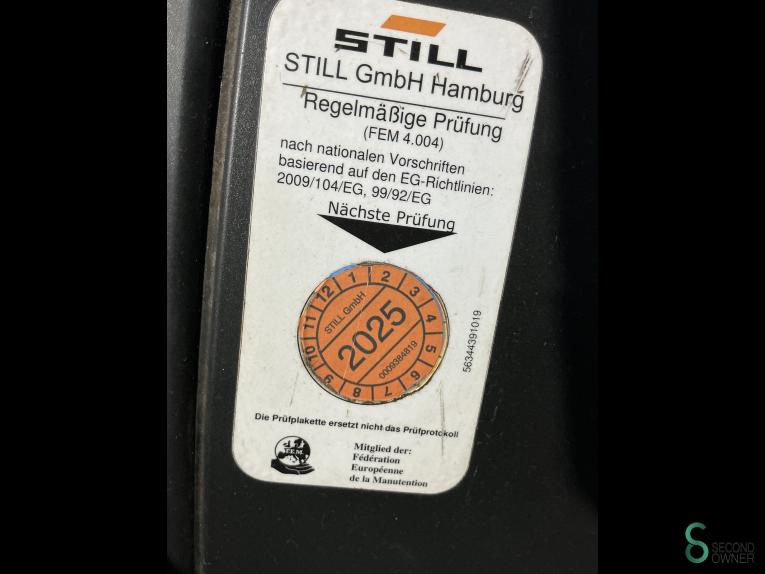 STILL
STILL GmbH Hamburg
Regelmäßige Prüfung
(FEM 4.004)
nach nationalen Vorschriften
basierend auf den EG-Richtlinien:
2009/104/EG, 99/92/EG
Nächste Prüfung
1 2 3 4 5 6 7 8 9 10 11 12
STILL GmbH
2025
0009384819
56344391019
Die Prüfplakette ersetzt nicht das Prüfprotokoll
F.E.M.
Mitglied der:
Fédération
Européenne
de la Manutention
SECOND
OWNER